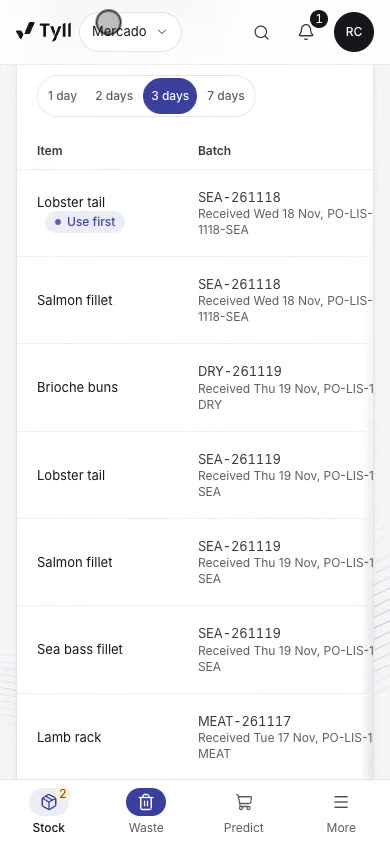 Tyll
Mercado
1
RC
1 day 2 days 3 days 7 days
Item Batch
Lobster tail
Use first
SEA-261118
Received Wed 18 Nov, PO-LIS-
1118-SEA
Salmon fillet
SEA-261118
Received Wed 18 Nov, PO-LIS-
1118-SEA
Brioche buns
DRY-261119
Received Thu 19 Nov, PO-LIS-1
DRY
Lobster tail
SEA-261119
Received Thu 19 Nov, PO-LIS-1
SEA
Salmon fillet
SEA-261119
Received Thu 19 Nov, PO-LIS-1
SEA
Sea bass fillet
SEA-261119
Received Thu 19 Nov, PO-LIS-1
SEA
Lamb rack
MEAT-261117
Received Tue 17 Nov, PO-LIS-1
MEAT
2
Stock Waste Predict More